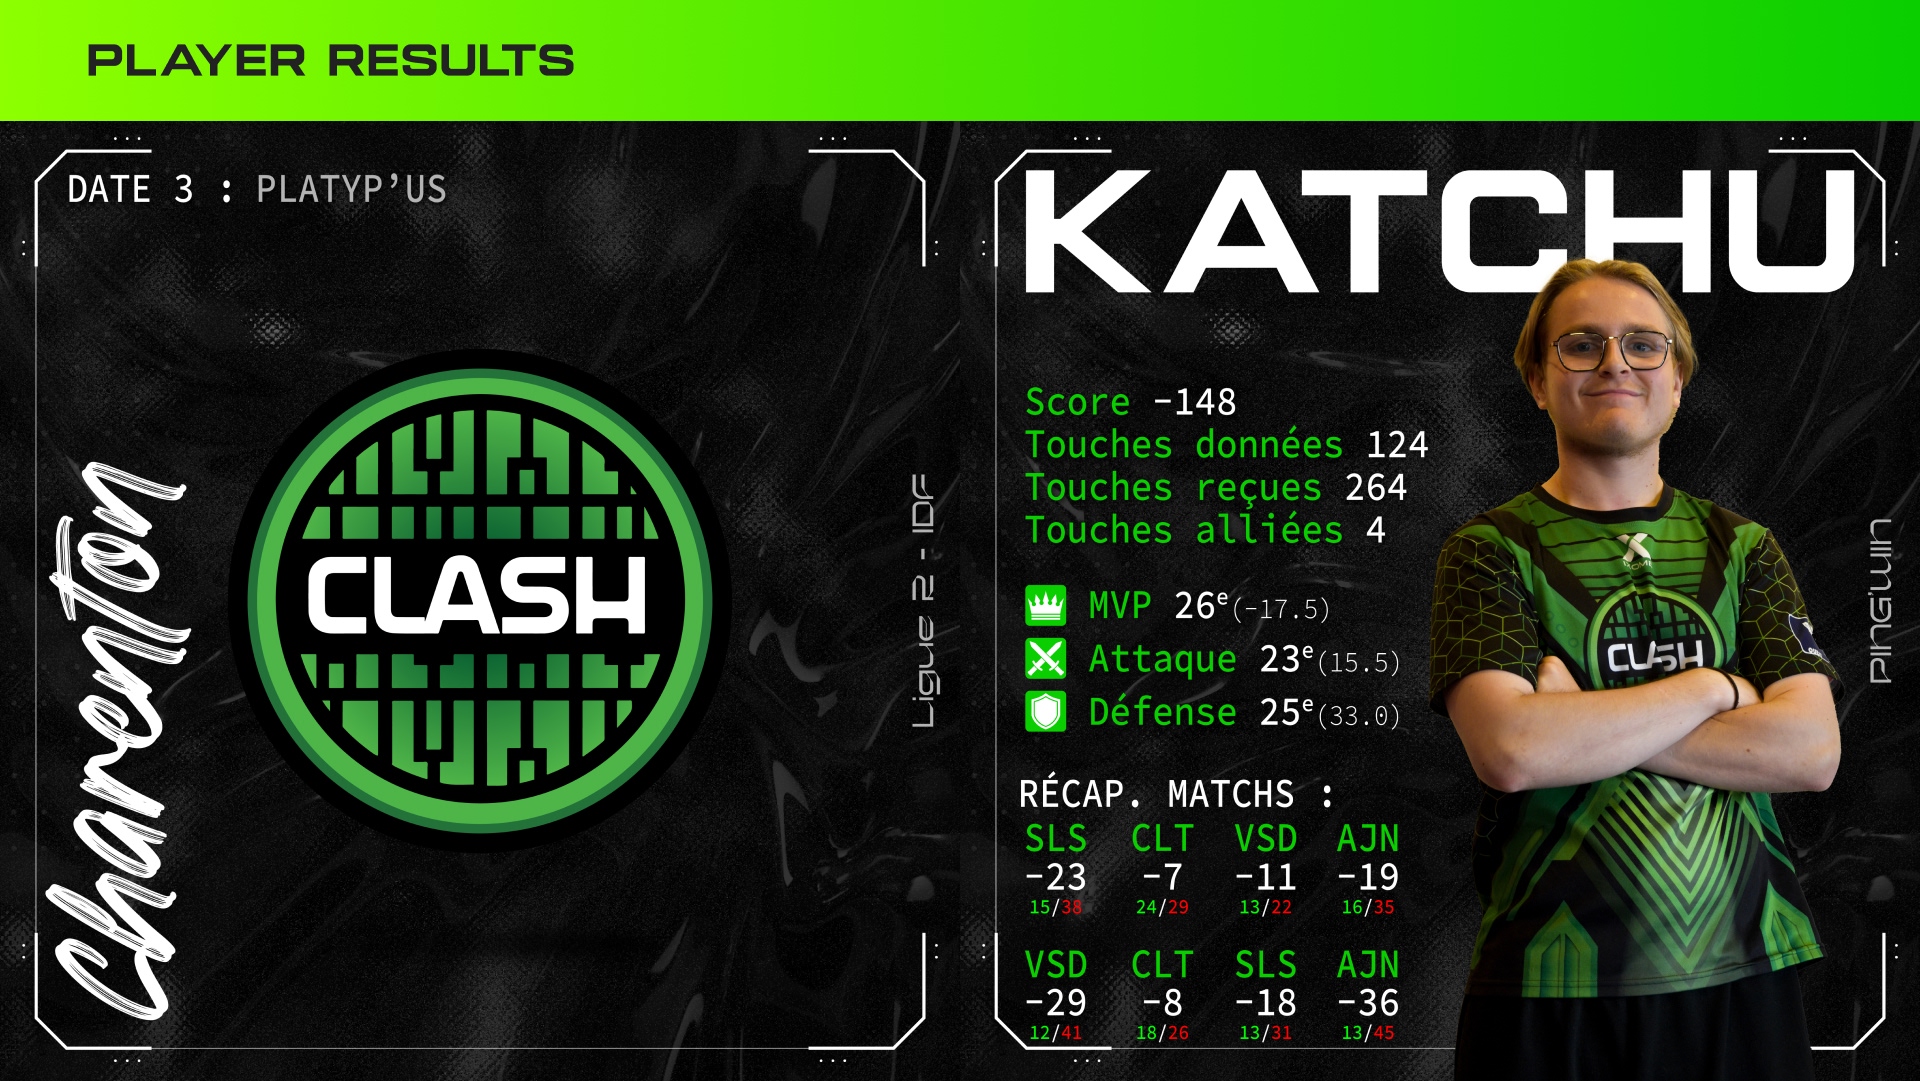 PLAYER RESULTS
DATE 3 : PLATYP’US
Charenton
CLASH
Ligue R - IDF
KATCHU
Score -148
Touches données 124
Touches reçues 264
Touches alliées 4
MVP 26e(-17.5)
Attaque 23e(15.5)
Défense 25e(33.0)
RÉCAP. MATCHS :
SLS CLT VSD AJN
-23 -7 -11 -19
15/38 24/29 13/22 16/35
VSD CLT SLS AJN
-29 -8 -18 -36
12/41 18/26 13/31 13/45
CLASH
PING'WIN